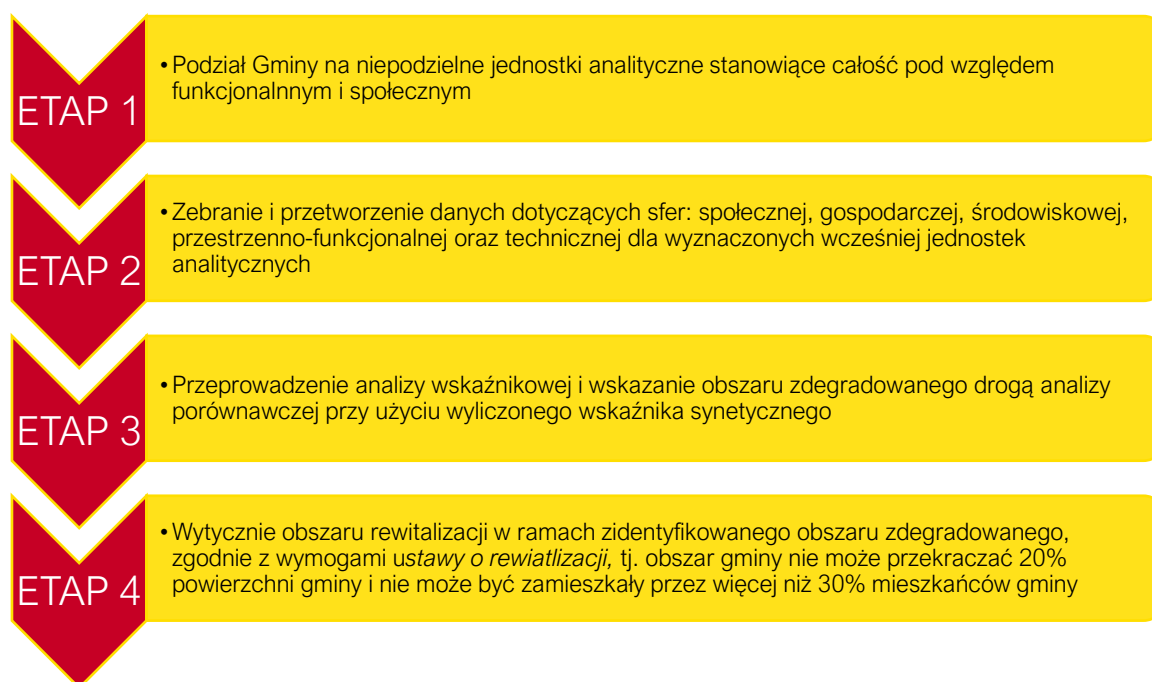 ETAP 1
• Podział Gminy na niepodzielne jednostki analityczne stanowiące całość pod względem
funkcjonalnnym i społecznym
ETAP 2
• Zebranie i przetworzenie danych dotyczących sfer: społecznej, gospodarczej, środowiskowej,
przestrzenno-funkcjonalnej oraz technicznej dla wyznaczonych wcześniej jednostek
analitycznych
ETAP 3
• Przeprowadzenie analizy wskaźnikowej i wskazanie obszaru zdegradowanego drogą analizy
porównawczej przy użyciu wyliczonego wskaźnika synetycznego
ETAP 4
• Wytycznie obszaru rewitalizacji w ramach zidentyfikowanego obszaru zdegradowanego,
zgodnie z wymogami ustawy o rewiatlizacji, tj. obszar gminy nie może przekraczać 20%
powierzchni gminy i nie może być zamieszkały przez więcej niż 30% mieszkańców gminy